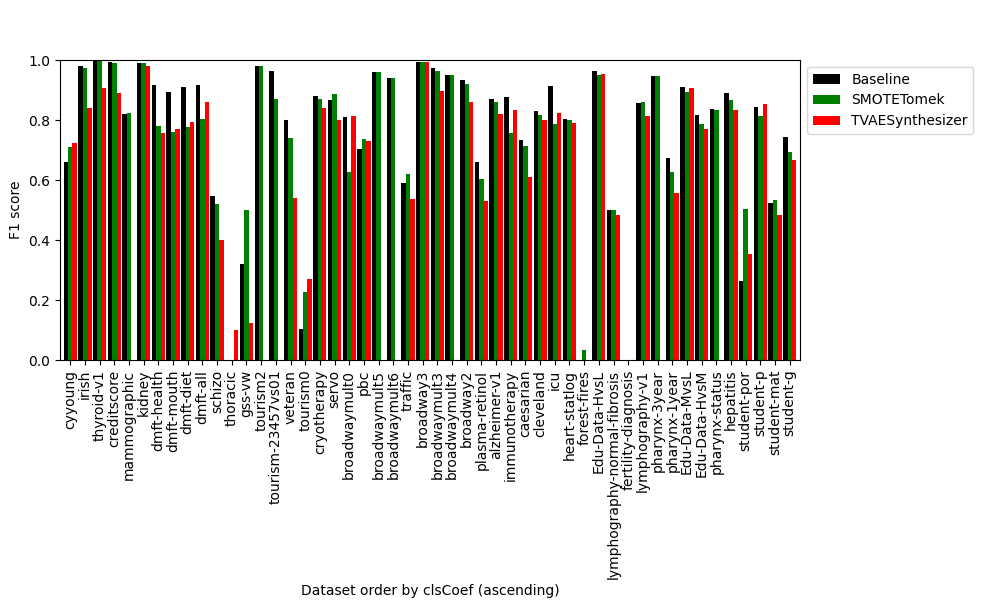 Baseline
SMOTETomek
TVAESynthesizer
1.0
0.8
0.6
0.4
0.2
0.0
F1 score
cyyoung
irish
thyroid-v1
creditscore
mammographic
kidney
dmft-health
dmft-mouth
dmft-diet
dmft-all
schizo
thoracic
gss-vw
tourism2
tourism-23457vs01
veteran
tourism0
cryotherapy
servo
broadwaymult0
pbc
broadwaymult5
broadwaymult6
traffic
broadway3
broadwaymult3
broadwaymult4
broadway2
plasma-retinol
alzheimer-v1
immunotherapy
caesarian
cleveland
icu
heart-statlog
forest-fires
Edu-Data-HvsL
lymphography-normal-fibrosis
fertility-diagnosis
lymphography-v1
pharynx-3year
pharynx-1year
Edu-Data-MvsL
Edu-Data-HvsM
pharynx-status
hepatitis
student-por
student-p
student-mat
student-g
Dataset order by clsCoef (ascending)